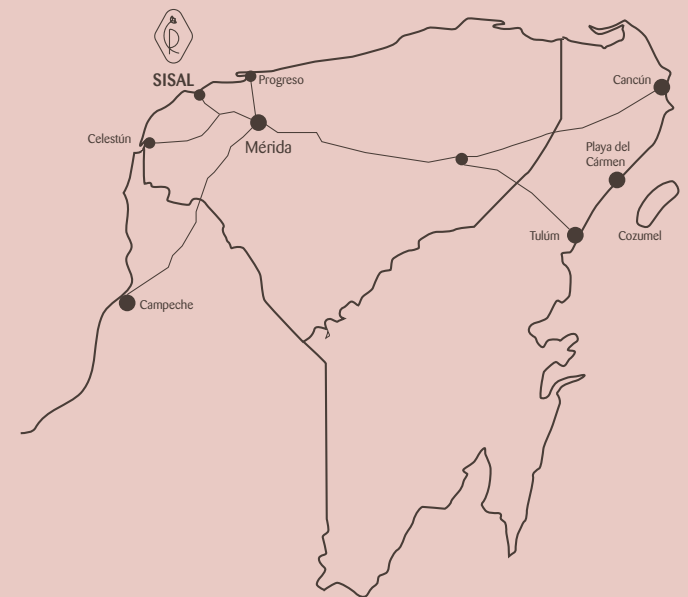 SISAL
Progreso
Cancún
Celestún
Mérida
Playa del
Cármen
Tulúm
Cozumel
Campeche